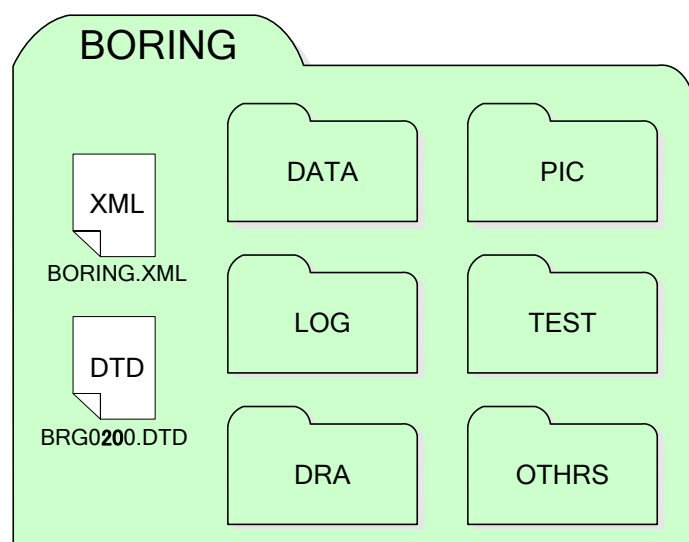 BORING
XML
BORING.XML
DTD
BRG0200.DTD
DATA
PIC
LOG
TEST
DRA
OTHRS